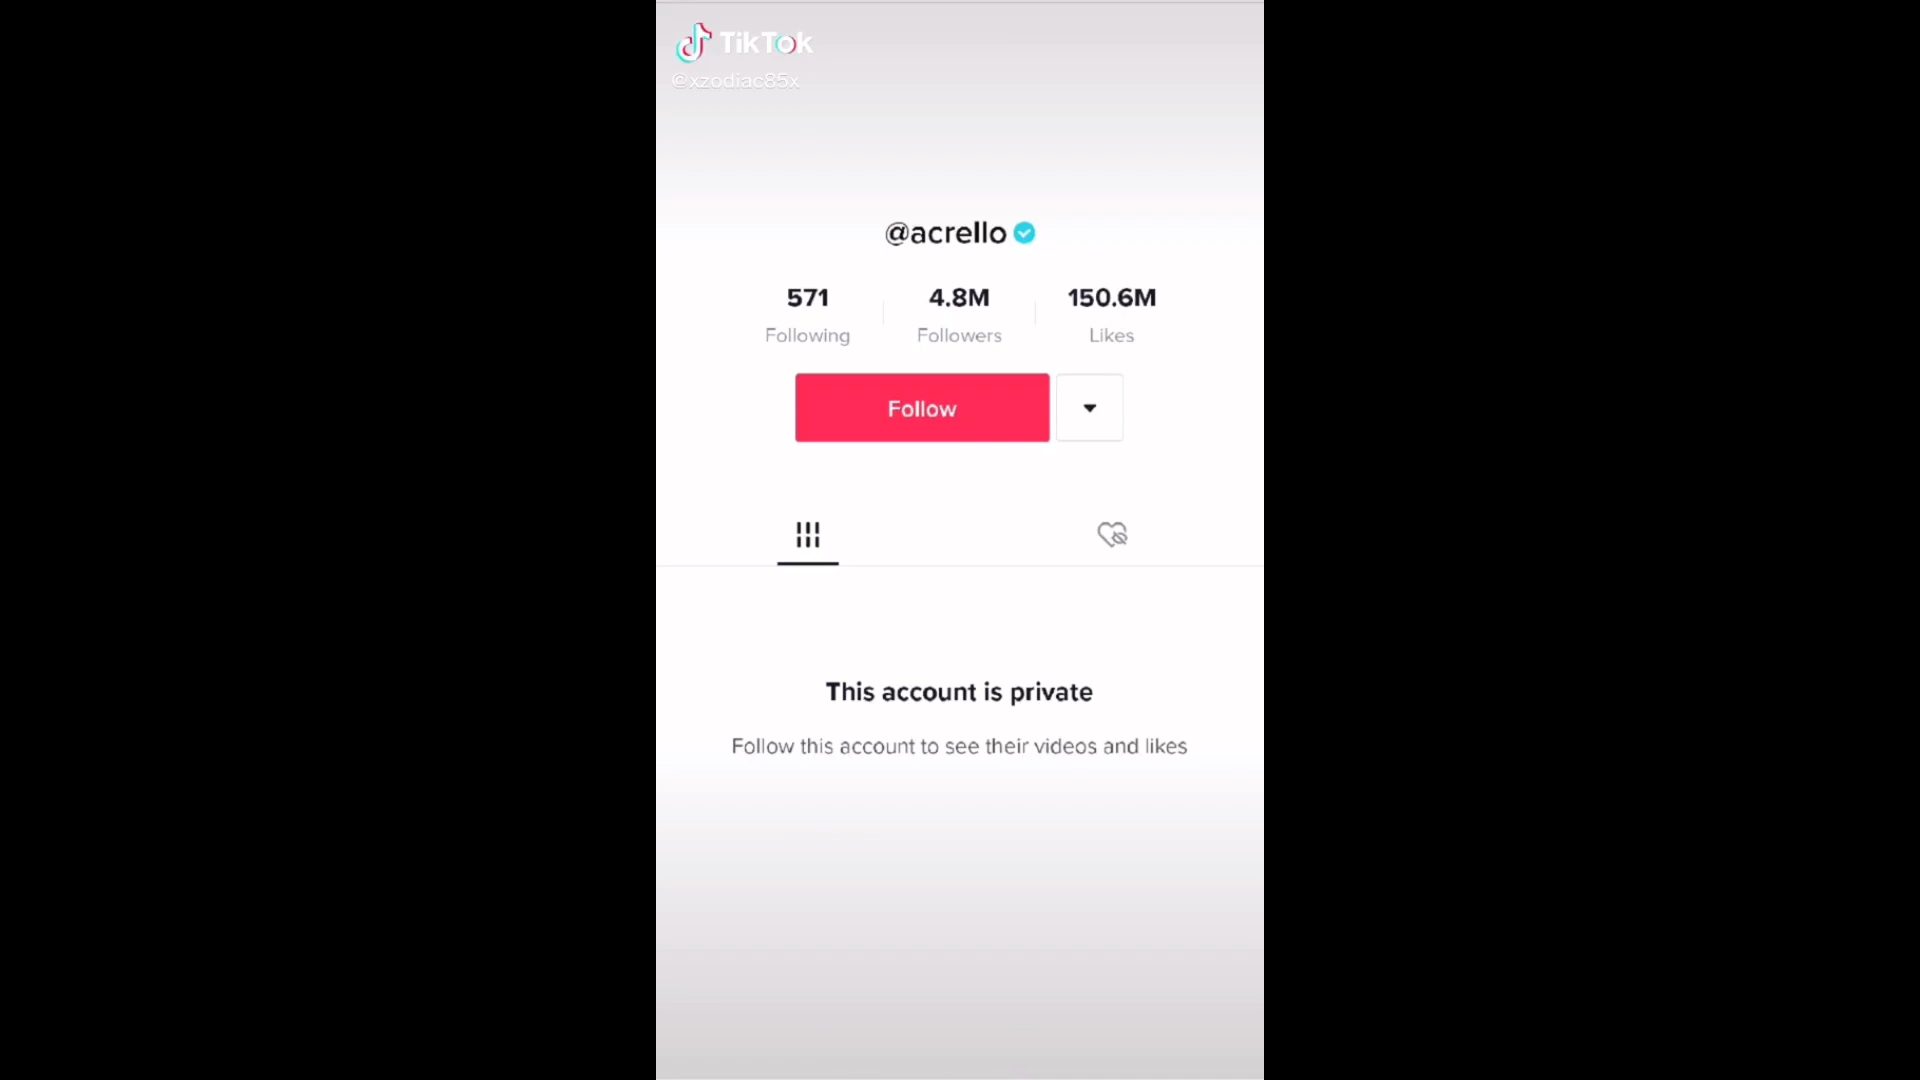 TikTok
@xzodiac85x
@acrello
571 4.8M 150.6M
Following Followers Likes
Follow
This account is private
Follow this account to see their videos and likes